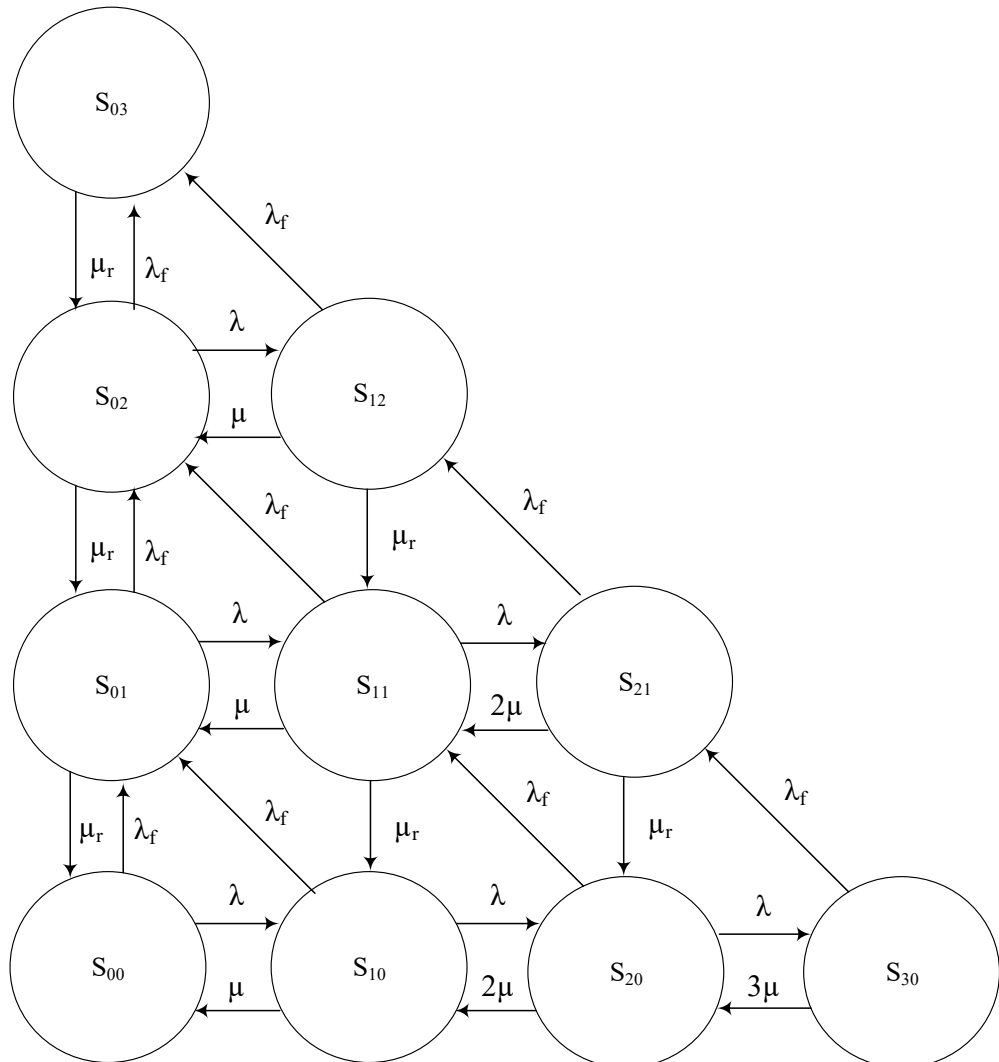 S₀₃
λf
μr λf
λ
S₀₂ S₁₂
μ
λf λf
μr λf μr
λ λ
S₀₁ S₁₁ S₂₁
μ 2μ
λf λf λf
μr λf μr μr
λ λ λ
S₀₀ S₁₀ S₂₀ S₃₀
μ 2μ 3μ